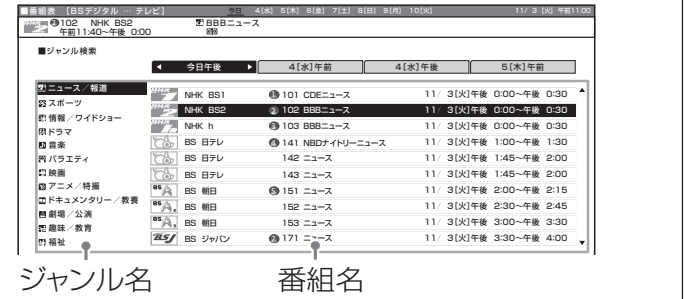 ■番組表 [BSデジタル … テレビ] 今日 4[水] 5[木] 6[金] 7[土] 8[日] 9[月] 10[火] 11/ 3 [火] 午前11:00
❷102 NHK BS2 BBBニュース
午前11:40~午後 0:00
■ジャンル検索
◀ 今日午後 ▶ 4[水]午前 4[水]午後 5[木]午前
ニュース/報道
スポーツ
情報/ワイドショー
ドラマ
音楽
バラエティ
映画
アニメ/特撮
ドキュメンタリー/教養
劇場/公演
趣味/教育
福祉
NHK BS1 ❶ 101 CDEニュース 11/ 3[火]午後 0:00~午後 0:30
NHK BS2 ❷ 102 BBBニュース 11/ 3[火]午後 0:00~午後 0:30
NHK h ❸ 103 BBBニュース 11/ 3[火]午後 0:00~午後 0:30
BS 日テレ ❹ 141 NBDナイトリーニュース 11/ 3[火]午後 1:00~午後 1:30
BS 日テレ 142 ニュース 11/ 3[火]午後 1:45~午後 2:00
BS 日テレ 143 ニュース 11/ 3[火]午後 1:45~午後 2:00
BS朝日 BS 朝日 ❺ 151 ニュース 11/ 3[火]午後 2:00~午後 2:15
BS 朝日 152 ニュース 11/ 3[火]午後 2:30~午後 2:45
BS 朝日 153 ニュース 11/ 3[火]午後 3:00~午後 3:30
BSJ BS ジャパン ❼ 171 ニュース 11/ 3[火]午後 3:30~午後 4:00
ジャンル名 番組名